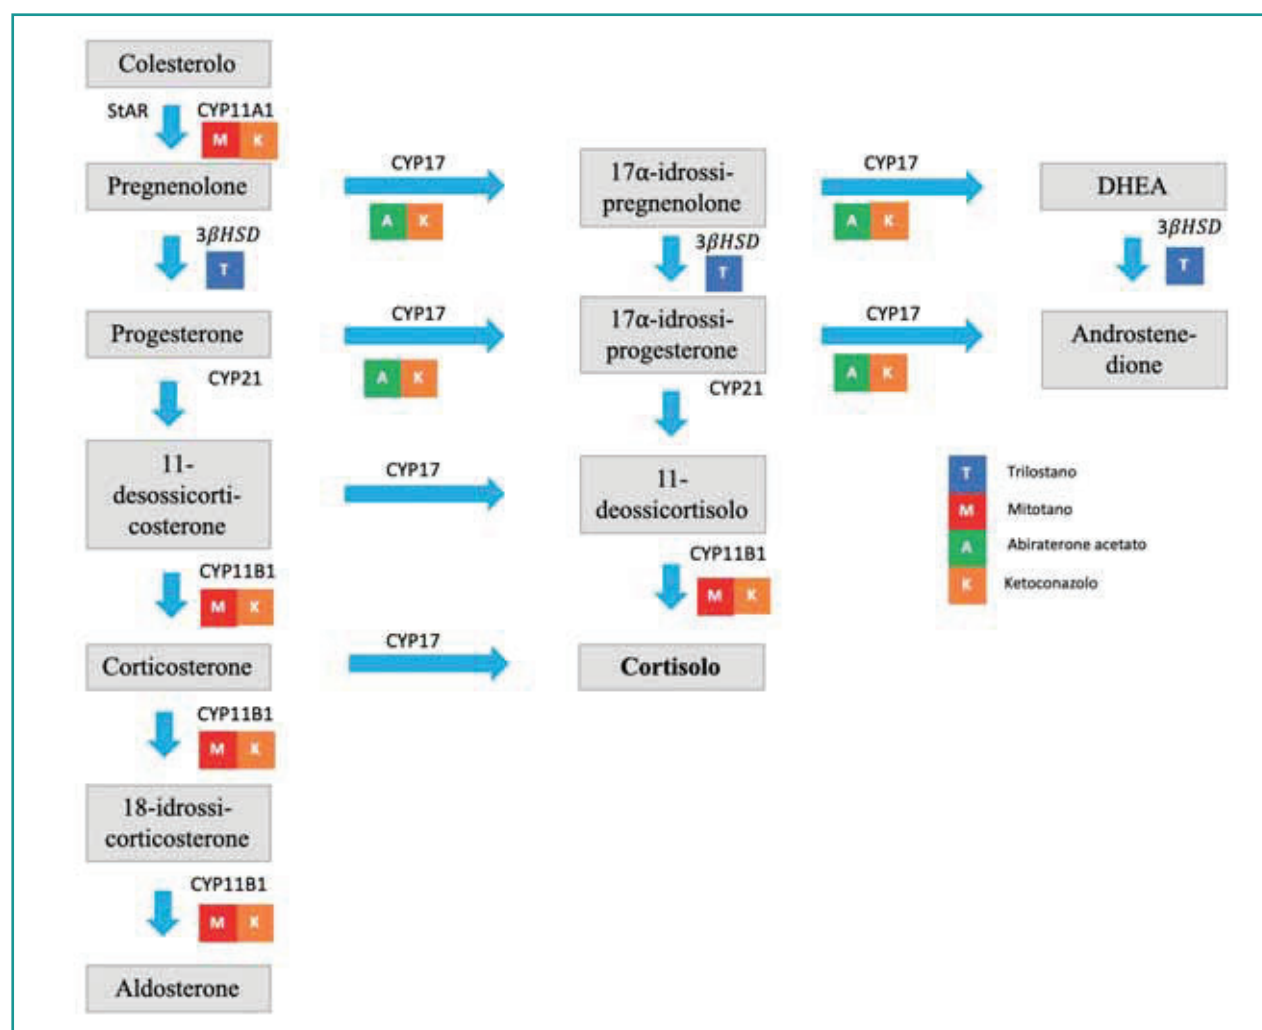 Colesterolo
StAR
CYP11A1
M K
Pregnenolone
CYP17
A K
17α-idrossi-
pregnenolone
CYP17
A K
DHEA
3βHSD
T
3βHSD
T
3βHSD
T
Progesterone
CYP17
A K
17α-idrossi-
progesterone
CYP17
A K
Androstene-
dione
CYP21
CYP21
11-
desossicorti-
costerone
CYP17
11-
deossicortisolo
T Trilostano
M Mitotano
A Abiraterone acetato
K Ketoconazolo
CYP11B1
M K
CYP11B1
M K
Corticosterone
CYP17
Cortisolo
CYP11B1
M K
18-idrossi-
corticosterone
CYP11B1
M K
Aldosterone